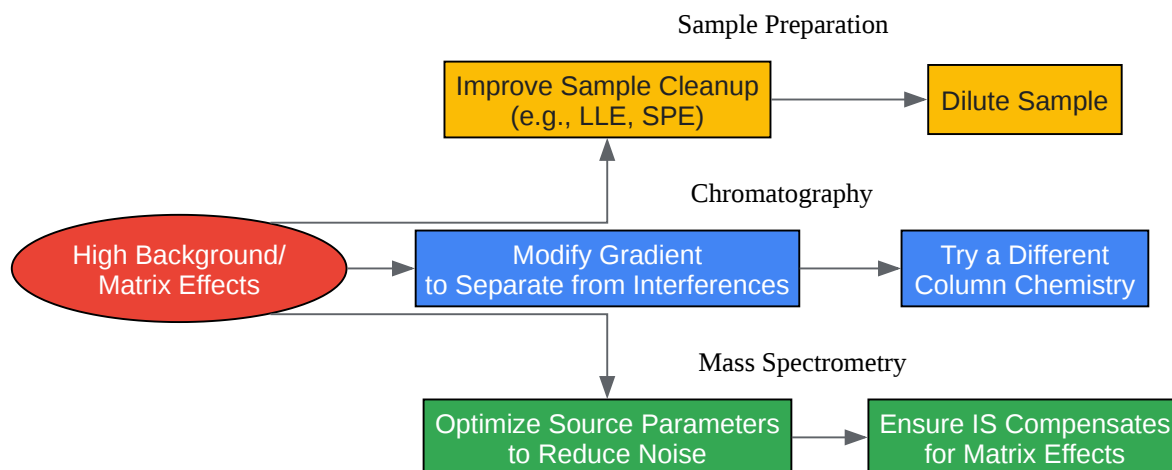 Sample Preparation
Improve Sample Cleanup
(e.g., LLE, SPE)
Dilute Sample
Chromatography
High Background/
Matrix Effects
Modify Gradient
to Separate from Interferences
Try a Different
Column Chemistry
Mass Spectrometry
Optimize Source Parameters
to Reduce Noise
Ensure IS Compensates
for Matrix Effects